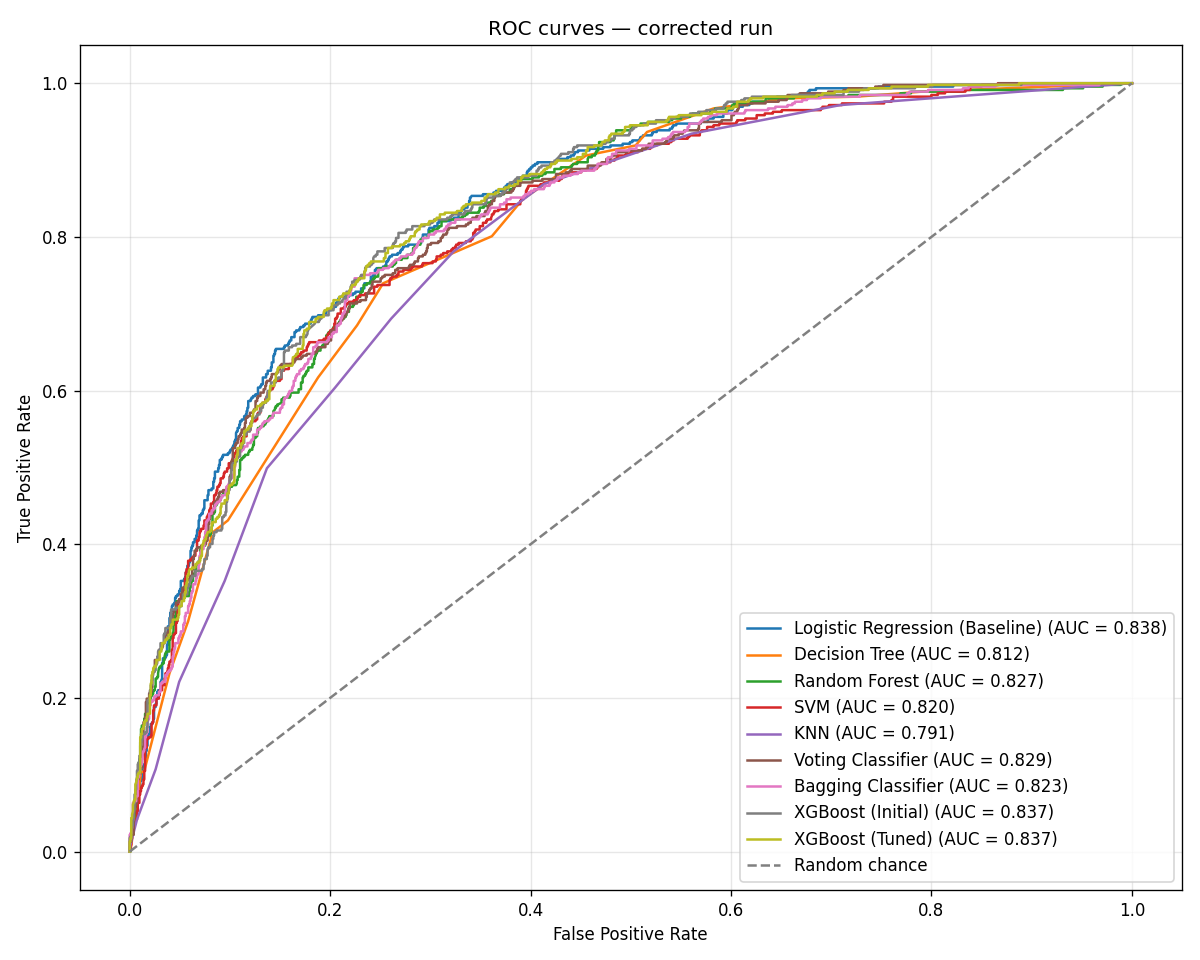 ROC curves — corrected run
True Positive Rate
1.0
0.8
0.6
0.4
0.2
0.0
Logistic Regression (Baseline) (AUC = 0.838)
Decision Tree (AUC = 0.812)
Random Forest (AUC = 0.827)
SVM (AUC = 0.820)
KNN (AUC = 0.791)
Voting Classifier (AUC = 0.829)
Bagging Classifier (AUC = 0.823)
XGBoost (Initial) (AUC = 0.837)
XGBoost (Tuned) (AUC = 0.837)
Random chance
0.0 0.2 0.4 0.6 0.8 1.0
False Positive Rate